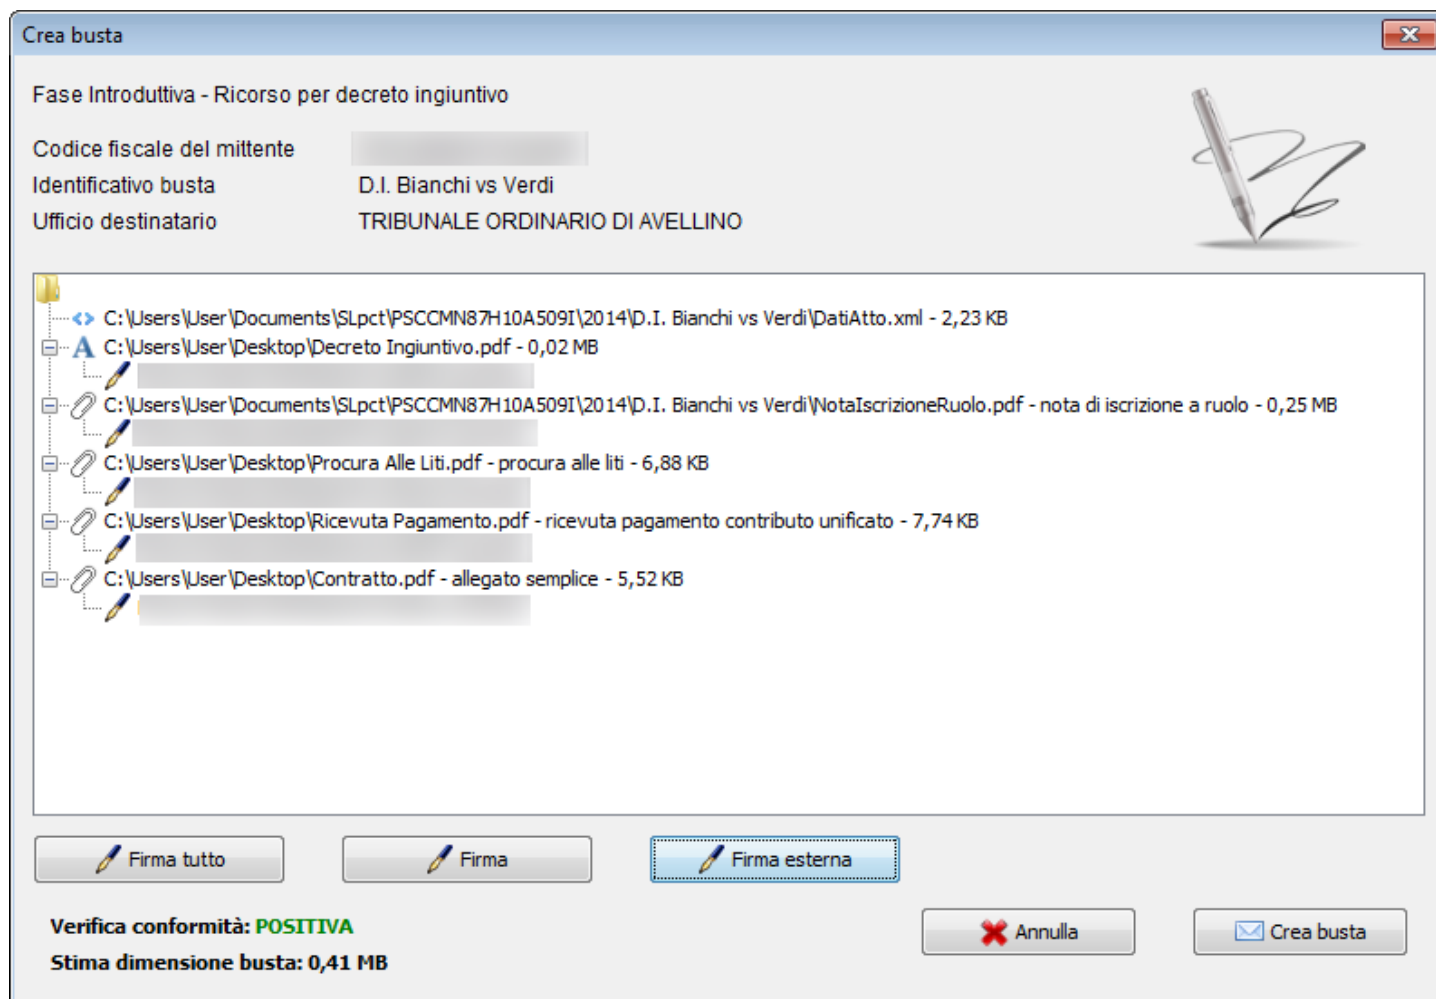 Crea busta
Fase Introduttiva - Ricorso per decreto ingiuntivo
Codice fiscale del mittente
Identificativo busta D.I. Bianchi vs Verdi
Ufficio destinatario TRIBUNALE ORDINARIO DI AVELLINO
C:\Users\User\Documents\SLpct\PSCCMN87H10A509I\2014\D.I. Bianchi vs Verdi\DatiAtto.xml - 2,23 KB
A C:\Users\User\Desktop\Decreto Ingiuntivo.pdf - 0,02 MB
C:\Users\User\Documents\SLpct\PSCCMN87H10A509I\2014\D.I. Bianchi vs Verdi\NotaIscrizioneRuolo.pdf - nota di iscrizione a ruolo - 0,25 MB
C:\Users\User\Desktop\Procura Alle Liti.pdf - procura alle liti - 6,88 KB
C:\Users\User\Desktop\Ricevuta Pagamento.pdf - ricevuta pagamento contributo unificato - 7,74 KB
C:\Users\User\Desktop\Contratto.pdf - allegato semplice - 5,52 KB
Firma tutto Firma Firma esterna
Verifica conformità: POSITIVA
Annulla Crea busta
Stima dimensione busta: 0,41 MB